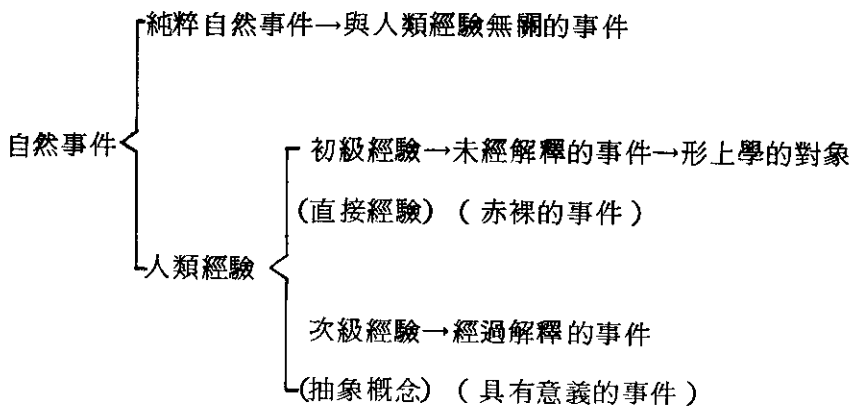 純粹自然事件→與人類經驗無關的事件
自然事件
初級經驗→未經解釋的事件→形上學的對象
(直接經驗)(赤裸的事件)
人類經驗
次級經驗→經過解釋的事件
(抽象概念)(具有意義的事件)